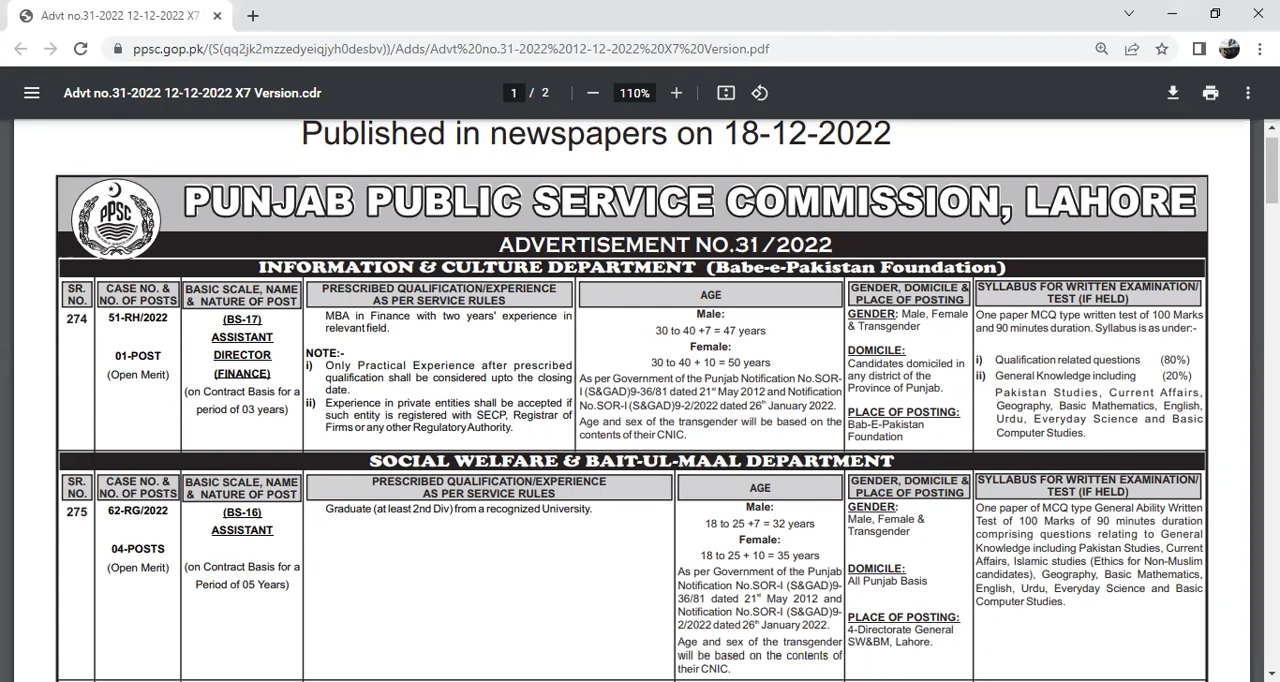 Advt no.31-2022 12-12-2022 X7
ppsc.gop.pk/(S(qq2jk2mzzedyeiqjyh0desbv))/Adds/Advt%20no.31-2022%2012-12-2022%20X7%20Version.pdf
Advt no.31-2022 12-12-2022 X7 Version.cdr
1 / 2
110%
Published in newspapers on 18-12-2022
PPSC
PUNJAB PUBLIC SERVICE COMMISSION, LAHORE
ADVERTISEMENT NO.31/2022
INFORMATION & CULTURE DEPARTMENT (Babe-e-Pakistan Foundation)
SR. NO.
CASE NO. & NO. OF POSTS
BASIC SCALE, NAME & NATURE OF POST
PRESCRIBED QUALIFICATION/EXPERIENCE
AS PER SERVICE RULES
AGE
GENDER, DOMICILE & PLACE OF POSTING
SYLLABUS FOR WRITTEN EXAMINATION/ TEST (IF HELD)
274
51-RH/2022
01-POST
(Open Merit)
(BS-17)
ASSISTANT
DIRECTOR
(FINANCE)
(on Contract Basis for a
period of 03 years)
MBA in Finance with two years' experience in
relevant field.
NOTE:-
i) Only Practical Experience after prescribed
qualification shall be considered upto the closing
date.
ii) Experience in private entities shall be accepted if
such entity is registered with SECP, Registrar of
Firms or any other Regulatory Authority.
Male:
30 to 40 +7 = 47 years
Female:
30 to 40 + 10 = 50 years
As per Government of the Punjab Notification No.SOR-
I (S&GAD)9-36/81 dated 21st May 2012 and Notification
No.SOR-I (S&GAD)9-2/2022 dated 26th January 2022.
Age and sex of the transgender will be based on the
contents of their CNIC.
GENDER: Male, Female
& Transgender
DOMICILE:
Candidates domiciled in
any district of the
Province of Punjab.
PLACE OF POSTING:
Bab-E-Pakistan
Foundation
One paper MCQ type written test of 100 Marks
and 90 minutes duration. Syllabus is as under:-
i) Qualification related questions (80%)
ii) General Knowledge including (20%)
Pakistan Studies, Current Affairs,
Geography, Basic Mathematics, English,
Urdu, Everyday Science and Basic
Computer Studies.
SOCIAL WELFARE & BAIT-UL-MAAL DEPARTMENT
SR. NO.
CASE NO. & NO. OF POSTS
BASIC SCALE, NAME & NATURE OF POST
PRESCRIBED QUALIFICATION/EXPERIENCE
AS PER SERVICE RULES
AGE
GENDER, DOMICILE & PLACE OF POSTING
SYLLABUS FOR WRITTEN EXAMINATION/ TEST (IF HELD)
275
62-RG/2022
04-POSTS
(Open Merit)
(BS-16)
ASSISTANT
(on Contract Basis for a
Period of 05 Years)
Graduate (at least 2nd Div) from a recognized University.
Male:
18 to 25 +7 = 32 years
Female:
18 to 25 + 10 = 35 years
As per Government of the Punjab
Notification No.SOR-I (S&GAD)9-
36/81 dated 21st May 2012 and
Notification No.SOR-I (S&GAD)9-
2/2022 dated 26th January 2022.
Age and sex of the transgender
will be based on the contents of
their CNIC.
GENDER:
Male, Female &
Transgender
DOMICILE:
All Punjab Basis
PLACE OF POSTING:
4-Directorate General
SW&BM, Lahore.
One paper of MCQ type General Ability Written
Test of 100 Marks of 90 minutes duration
comprising questions relating to General
Knowledge including Pakistan Studies, Current
Affairs, Islamic studies (Ethics for Non-Muslim
candidates), Geography, Basic Mathematics,
English, Urdu, Everyday Science and Basic
Computer Studies.